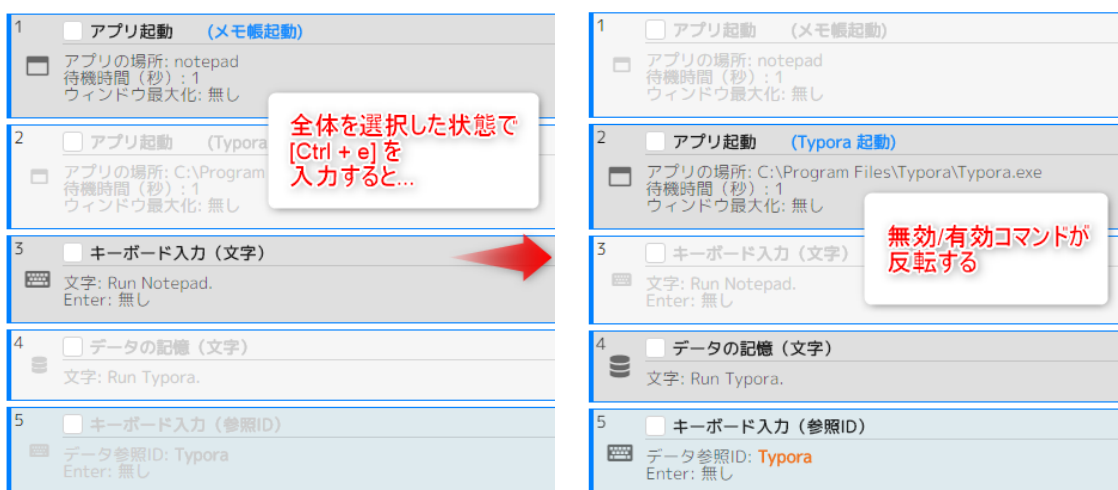 1
アプリ起動 (メモ帳起動)
アプリの場所: notepad
待機時間（秒）: 1
ウィンドウ最大化: 無し
2
アプリ起動 (Typora
アプリの場所: C:\Program
待機時間（秒）: 1
ウィンドウ最大化: 無し
全体を選択した状態で
[Ctrl + e] を
入力すると...
3
キーボード入力（文字）
文字: Run Notepad.
Enter: 無し
4
データの記憶（文字）
文字: Run Typora.
5
キーボード入力（参照ID）
データ参照ID: Typora
Enter: 無し
1
アプリ起動 (メモ帳起動)
アプリの場所: notepad
待機時間（秒）: 1
ウィンドウ最大化: 無し
2
アプリ起動 (Typora 起動)
アプリの場所: C:\Program Files\Typora\Typora.exe
待機時間（秒）: 1
ウィンドウ最大化: 無し
3
キーボード入力（文字）
文字: Run Notepad.
Enter: 無し
無効/有効コマンドが
反転する
4
データの記憶（文字）
文字: Run Typora.
5
キーボード入力（参照ID）
データ参照ID: Typora
Enter: 無し